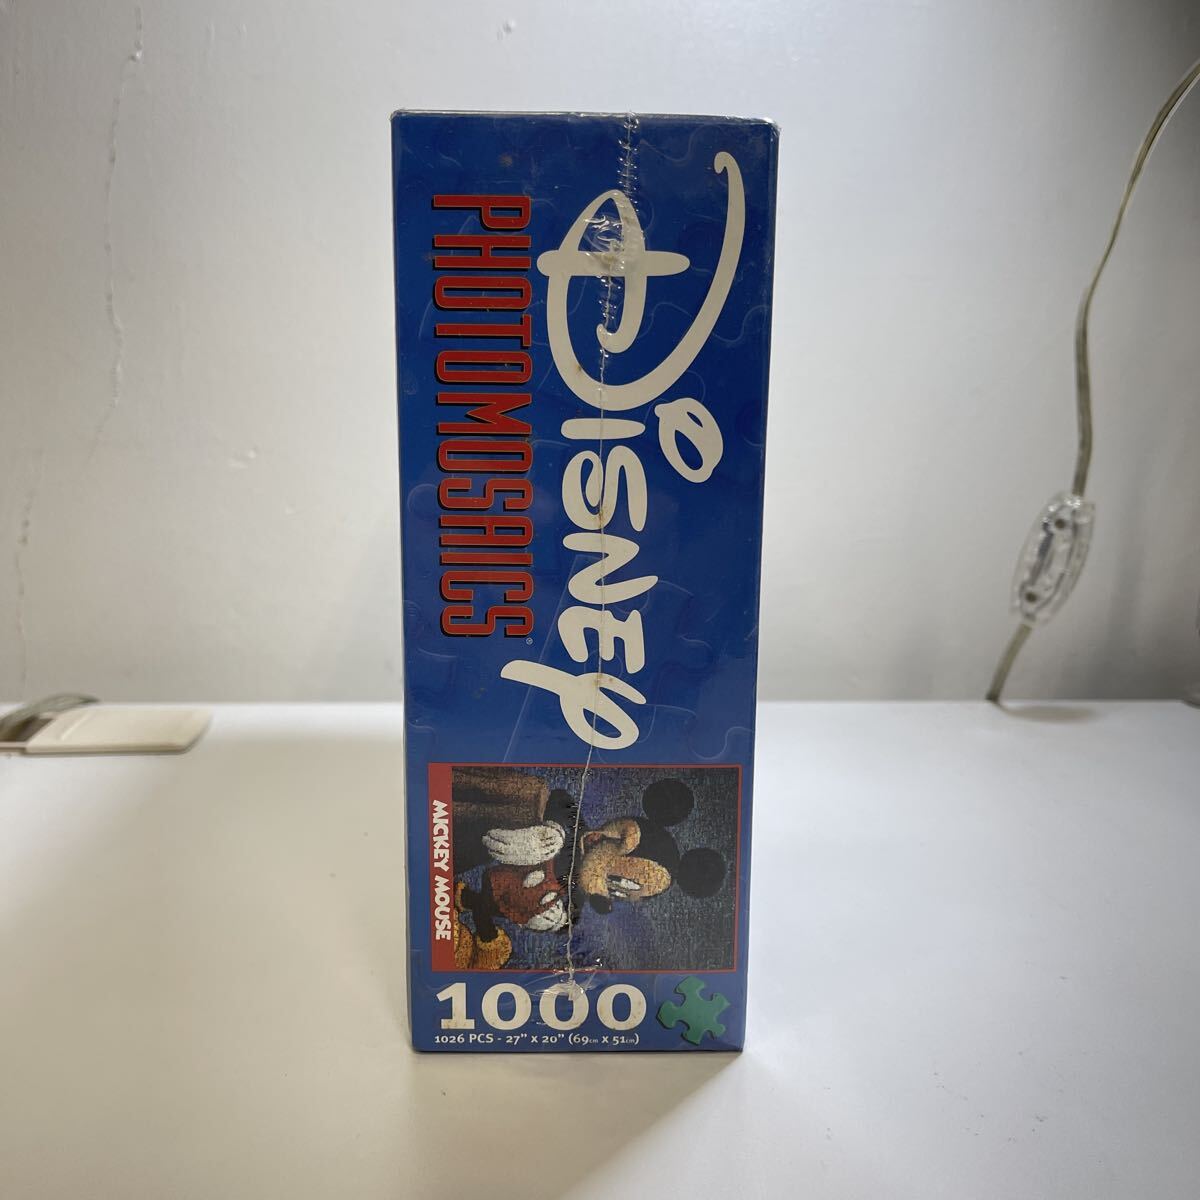 DISNEY
PHOTOMOSAICS®
MICKEY MOUSE
1000
1026 PCS - 27" X 20" (69cm X 51cm)